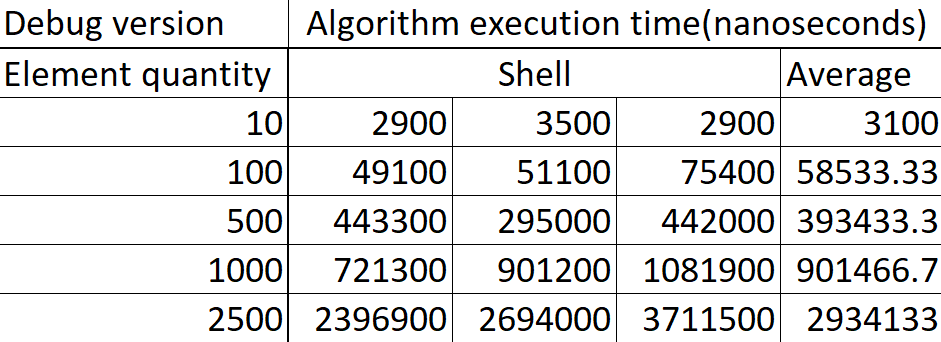 Debug version Algorithm execution time(nanoseconds)
Element quantity Shell Average
10 2900 3500 2900 3100
100 49100 51100 75400 58533.33
500 443300 295000 442000 393433.3
1000 721300 901200 1081900 901466.7
2500 2396900 2694000 3711500 2934133